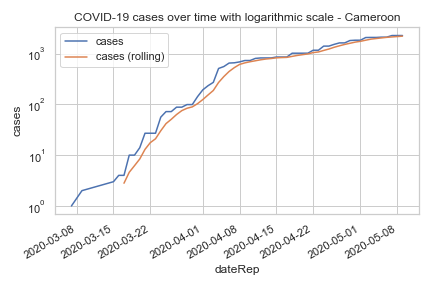 COVID-19 cases over time with logarithmic scale - Cameroon
cases
cases (rolling)
10³
10²
10¹
10⁰
cases
2020-03-08
2020-03-15
2020-03-22
2020-04-01
2020-04-08
2020-04-15
2020-04-22
2020-05-01
2020-05-08
dateRep